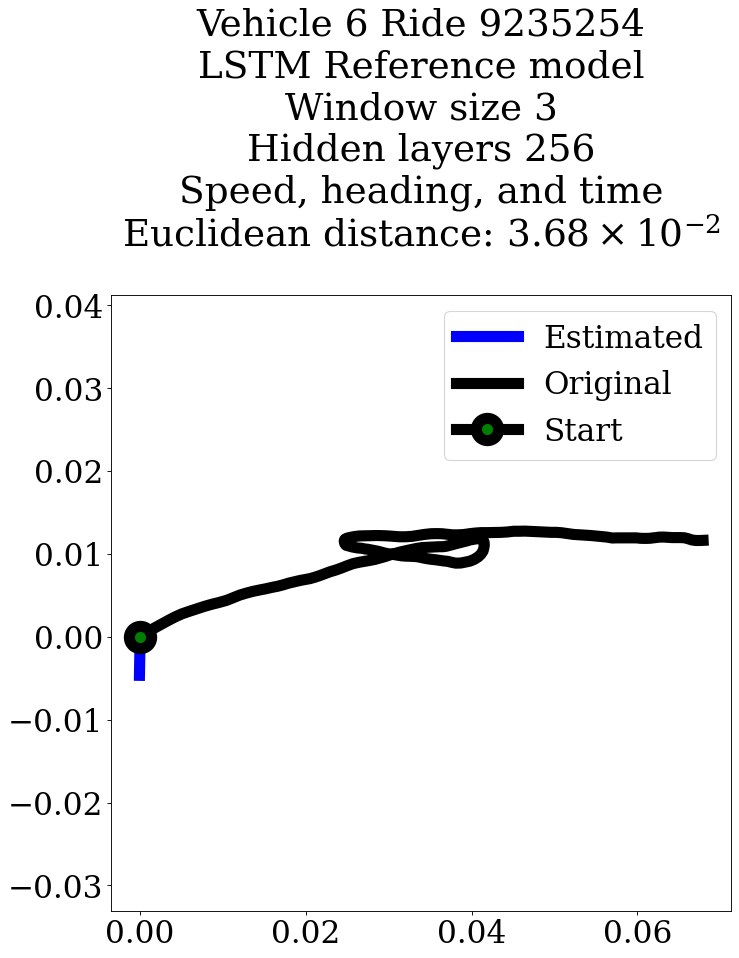 Vehicle 6 Ride 9235254
LSTM Reference model
Window size 3
Hidden layers 256
Speed, heading, and time
Euclidean distance: 3.68 × 10⁻²
0.04
0.03
0.02
0.01
0.00
−0.01
−0.02
−0.03
Estimated
Original
Start
0.00 0.02 0.04 0.06